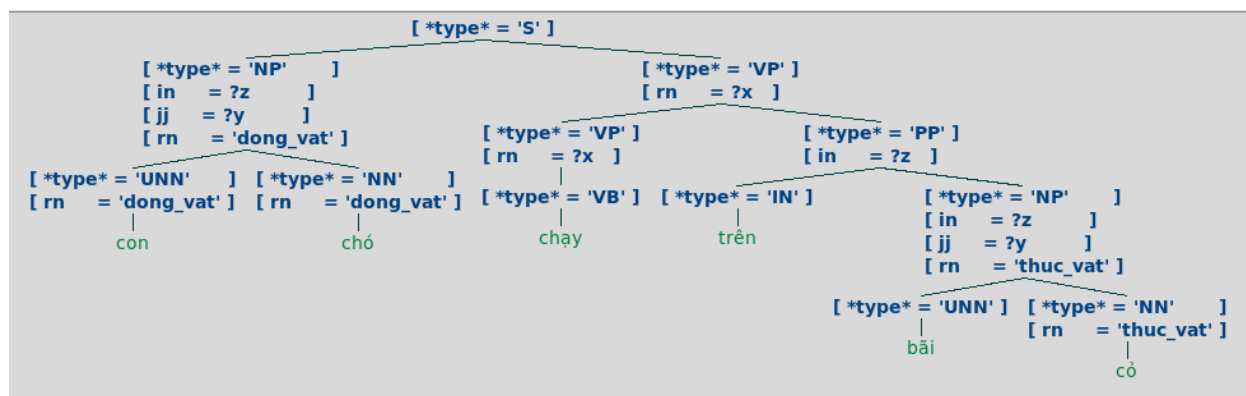 [ *type* = 'S' ]
[ *type* = 'NP' ] [ *type* = 'VP' ]
[ in = ?z ] [ rn = ?x ]
[ jj = ?y ]
[ rn = 'dong_vat' ] [ *type* = 'VP' ] [ *type* = 'PP' ]
[ rn = ?x ] [ in = ?z ]
[ *type* = 'UNN' ] [ *type* = 'NN' ] [ *type* = 'VB' ] [ *type* = 'IN' ] [ *type* = 'NP' ]
[ rn = 'dong_vat' ] [ rn = 'dong_vat' ] [ in = ?z ]
con chó chạy trên [ jj = ?y ]
[ rn = 'thuc_vat' ]
[ *type* = 'UNN' ] [ *type* = 'NN' ]
[ rn = 'thuc_vat' ]
bãi
cỏ